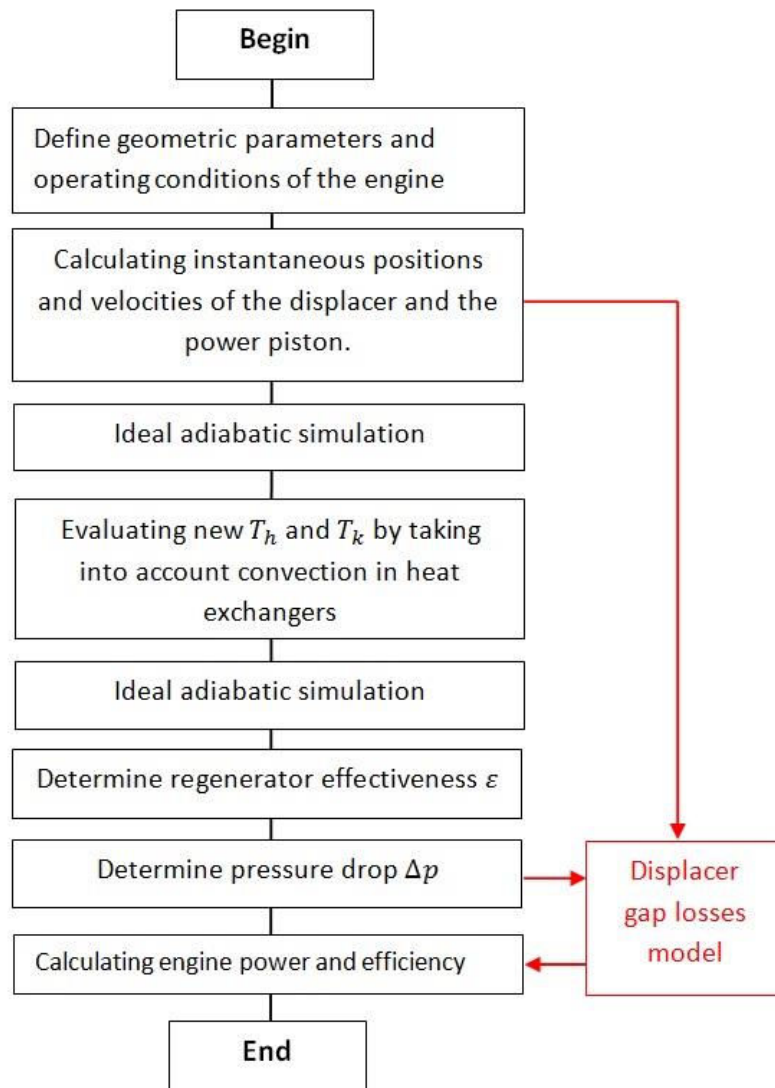 Begin
Define geometric parameters and
operating conditions of the engine
Calculating instantaneous positions
and velocities of the displacer and the
power piston.
Ideal adiabatic simulation
Evaluating new Tₕ and Tₖ by taking
into account convection in heat
exchangers
Ideal adiabatic simulation
Determine regenerator effectiveness ε
Determine pressure drop Δp
Displacer
gap losses
model
Calculating engine power and efficiency
End